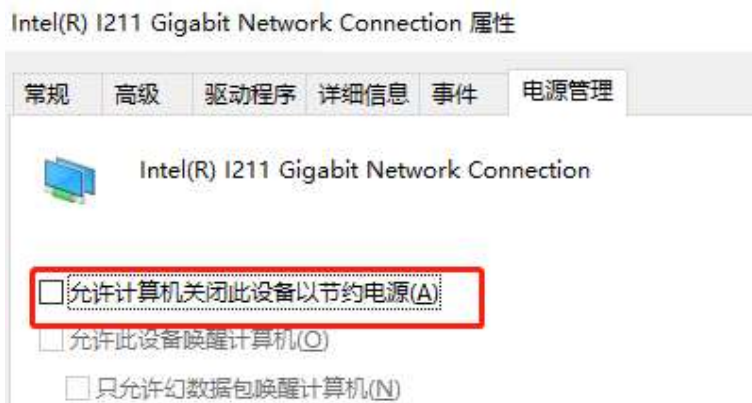 Intel(R) I211 Gigabit Network Connection 属性
常规 高级 驱动程序 详细信息 事件 电源管理
Intel(R) I211 Gigabit Network Connection
允许计算机关闭此设备以节约电源(A)
允许此设备唤醒计算机(O)
只允许幻数据包唤醒计算机(N)